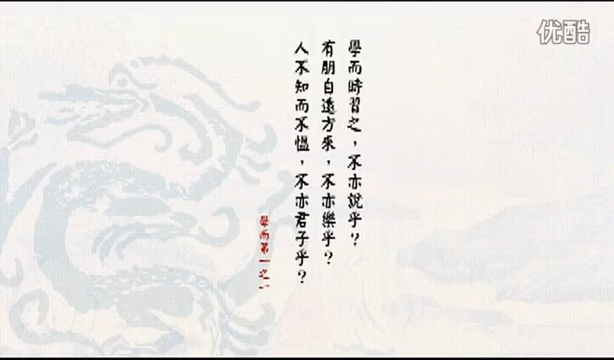 學而時習之，不亦說乎？
有朋自遠方來，不亦樂乎？
人不知而不慍，不亦君子乎？
學而第一之一
优酷